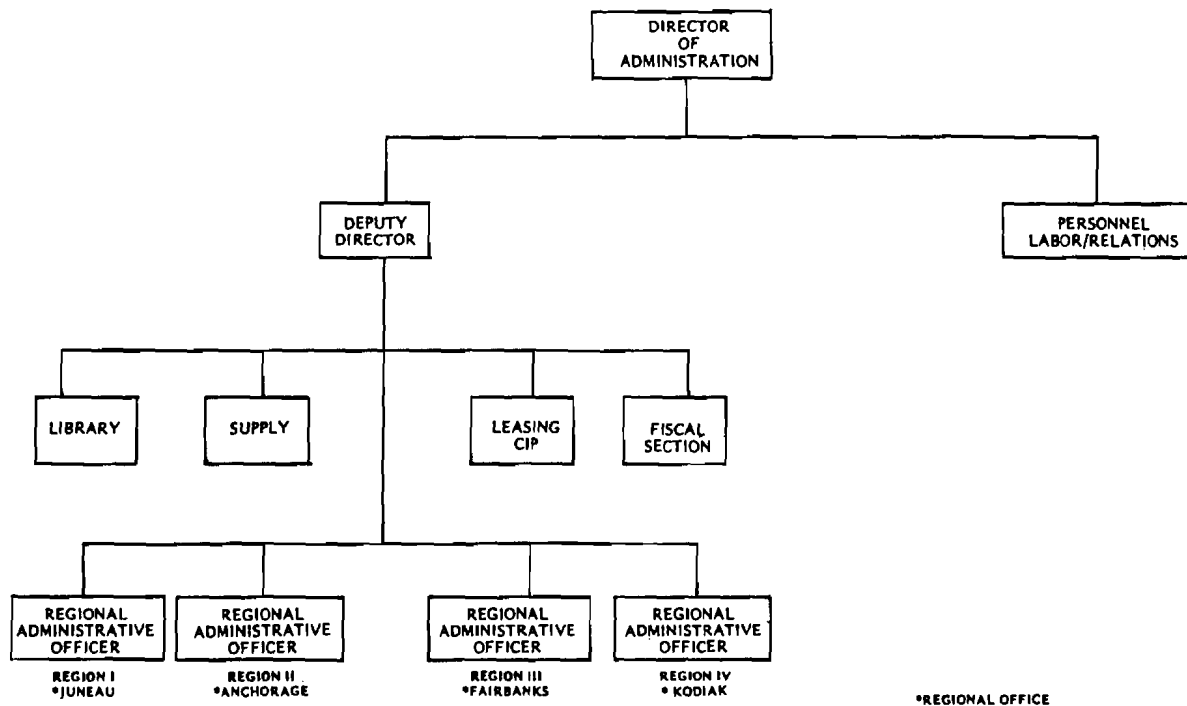 DIRECTOR
OF
ADMINISTRATION
DEPUTY
DIRECTOR
PERSONNEL
LABOR/RELATIONS
LIBRARY
SUPPLY
LEASING
CIP
FISCAL
SECTION
REGIONAL
ADMINISTRATIVE
OFFICER
REGION I
*JUNEAU
REGIONAL
ADMINISTRATIVE
OFFICER
REGION II
*ANCHORAGE
REGIONAL
ADMINISTRATIVE
OFFICER
REGION III
*FAIRBANKS
REGIONAL
ADMINISTRATIVE
OFFICER
REGION IV
* KODIAK
*REGIONAL OFFICE